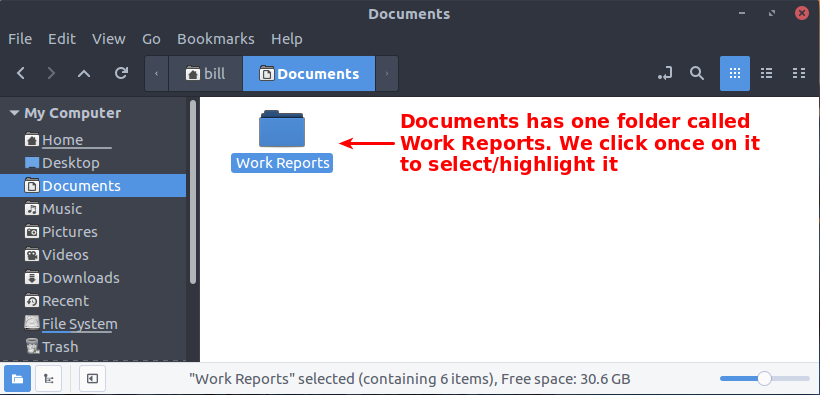 Documents
File Edit View Go Bookmarks Help
bill Documents
My Computer
Home
Desktop
Documents
Music
Pictures
Videos
Downloads
Recent
File System
Trash
Work Reports
Documents has one folder called
Work Reports. We click once on it
to select/highlight it
"Work Reports" selected (containing 6 items), Free space: 30.6 GB